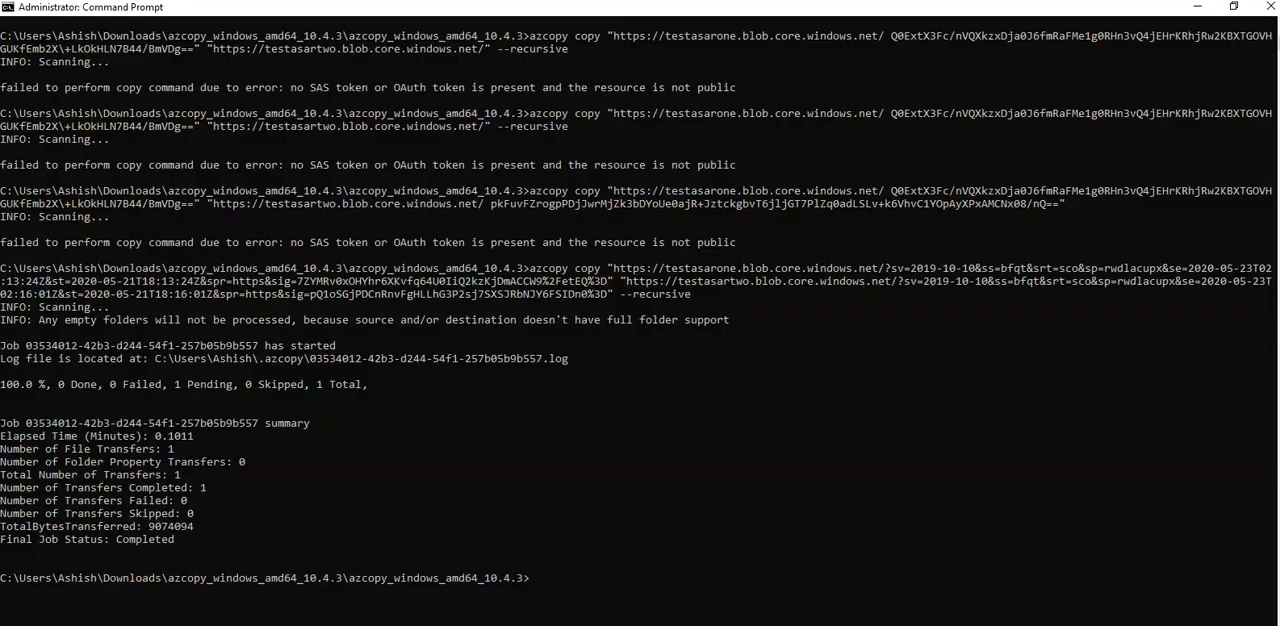 Administrator: Command Prompt
C:\Users\Ashish\Downloads\azcopy_windows_amd64_10.4.3\azcopy_windows_amd64_10.4.3>azcopy copy "https://testasarone.blob.core.windows.net/ Q0ExtX3Fc/nVQXkzxDja0J6fmRaFMe1g0RHn3vQ4jEHrKRhjRw2KBXTGOVH
GUKfEmb2X\+LkOkHLN7B44/BmVDg==" "https://testasartwo.blob.core.windows.net/" --recursive
INFO: Scanning...
failed to perform copy command due to error: no SAS token or OAuth token is present and the resource is not public
C:\Users\Ashish\Downloads\azcopy_windows_amd64_10.4.3\azcopy_windows_amd64_10.4.3>azcopy copy "https://testasarone.blob.core.windows.net/ Q0ExtX3Fc/nVQXkzxDja0J6fmRaFMe1g0RHn3vQ4jEHrKRhjRw2KBXTGOVH
GUKfEmb2X\+LkOkHLN7B44/BmVDg==" "https://testasartwo.blob.core.windows.net/" --recursive
INFO: Scanning...
failed to perform copy command due to error: no SAS token or OAuth token is present and the resource is not public
C:\Users\Ashish\Downloads\azcopy_windows_amd64_10.4.3\azcopy_windows_amd64_10.4.3>azcopy copy "https://testasarone.blob.core.windows.net/ Q0ExtX3Fc/nVQXkzxDja0J6fmRaFMe1g0RHn3vQ4jEHrKRhjRw2KBXTGOVH
GUKfEmb2X\+LkOkHLN7B44/BmVDg==" "https://testasartwo.blob.core.windows.net/ pkFuvFZrogpPDjJwrMjZk3bDYoUe0ajR+JztckgbvT6jljGT7PlZq0adLSLv+k6VhvC1YOpAyXPxAMCNx08/nQ=="
INFO: Scanning...
failed to perform copy command due to error: no SAS token or OAuth token is present and the resource is not public
C:\Users\Ashish\Downloads\azcopy_windows_amd64_10.4.3\azcopy_windows_amd64_10.4.3>azcopy copy "https://testasarone.blob.core.windows.net/?sv=2019-10-10&ss=bfqt&srt=sco&sp=rwdlacupx&se=2020-05-23T02
:13:24Z&st=2020-05-21T18:13:24Z&spr=https&sig=7ZYMRv0xOHYhr6XKvfq64U0IiQ2kzKjDmACCW9%2FetEQ%3D" "https://testasartwo.blob.core.windows.net/?sv=2019-10-10&ss=bfqt&srt=sco&sp=rwdlacupx&se=2020-05-23T
02:16:01Z&st=2020-05-21T18:16:01Z&spr=https&sig=pQ1oSGjPDCnRnvFgHLLhG3P2sj7SXSJRbNJY6FSIDn0%3D" --recursive
INFO: Scanning...
INFO: Any empty folders will not be processed, because source and/or destination doesn't have full folder support
Job 03534012-42b3-d244-54f1-257b05b9b557 has started
Log file is located at: C:\Users\Ashish\.azcopy\03534012-42b3-d244-54f1-257b05b9b557.log
100.0 %, 0 Done, 0 Failed, 1 Pending, 0 Skipped, 1 Total,
Job 03534012-42b3-d244-54f1-257b05b9b557 summary
Elapsed Time (Minutes): 0.1011
Number of File Transfers: 1
Number of Folder Property Transfers: 0
Total Number of Transfers: 1
Number of Transfers Completed: 1
Number of Transfers Failed: 0
Number of Transfers Skipped: 0
TotalBytesTransferred: 9074094
Final Job Status: Completed
C:\Users\Ashish\Downloads\azcopy_windows_amd64_10.4.3\azcopy_windows_amd64_10.4.3>